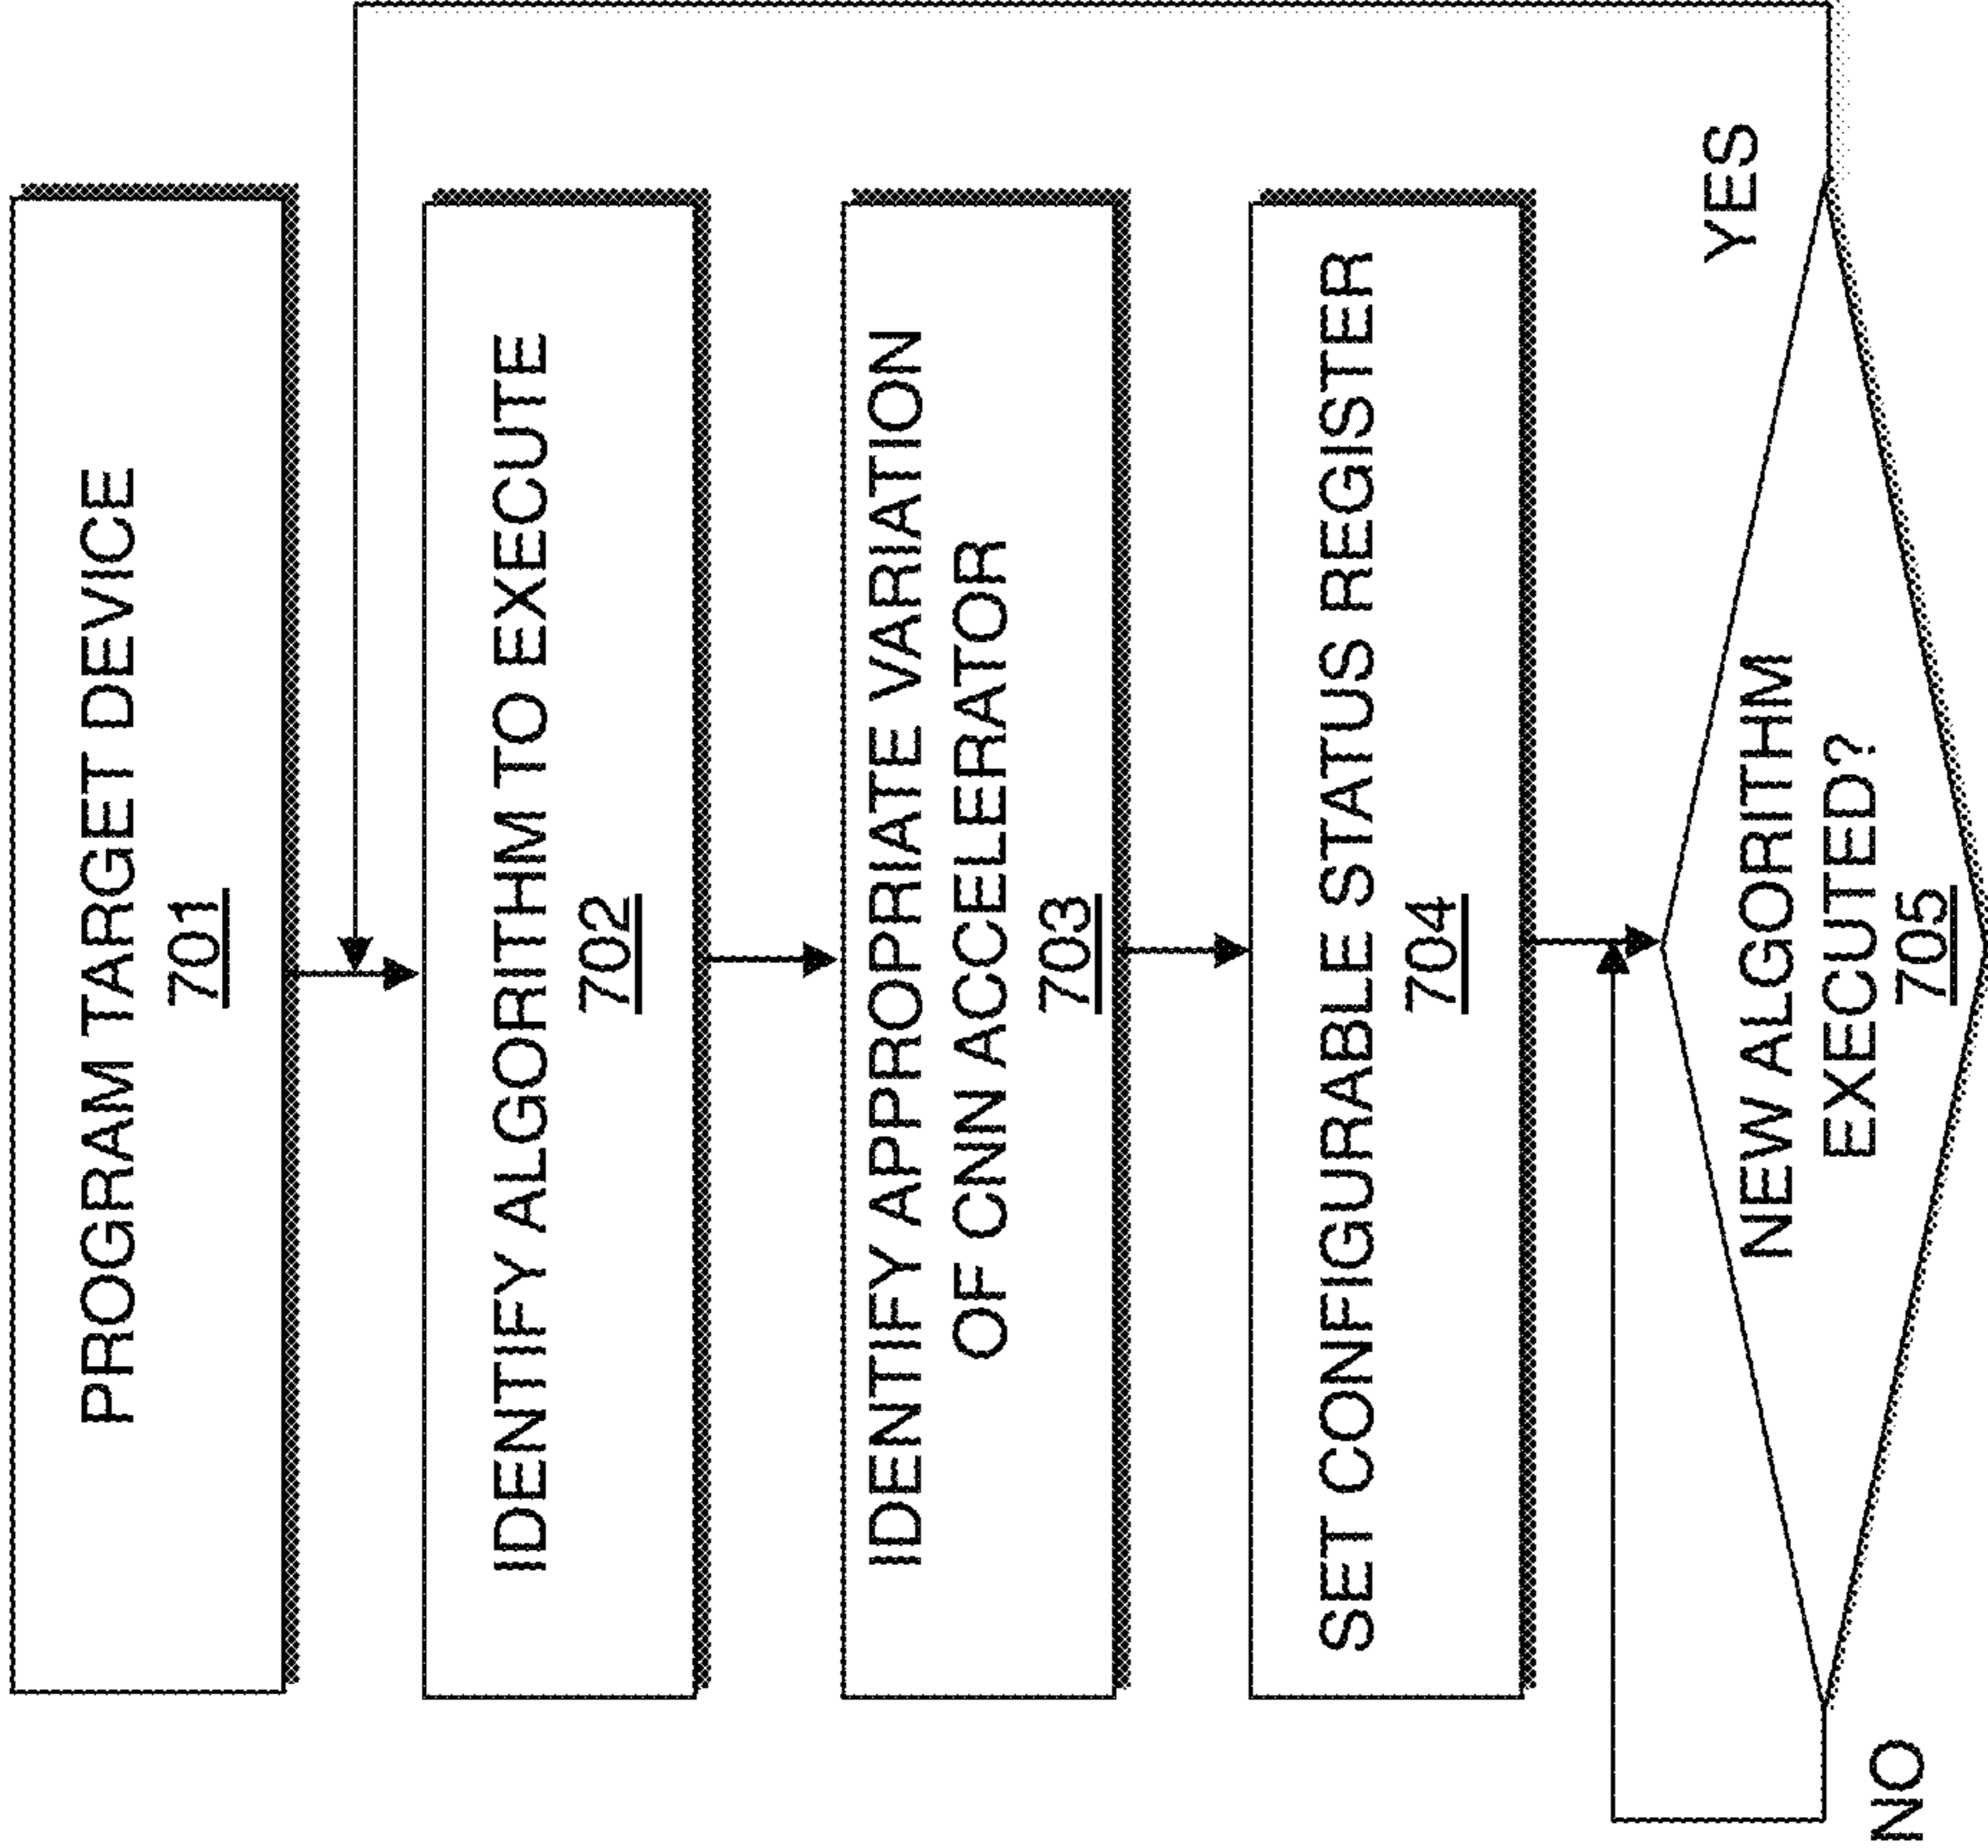 PROGRAM TARGET DEVICE
701
IDENTIFY ALGORITHM TO EXECUTE
702
IDENTIFY APPROPRIATE VARIATION
OF CNN ACCELERATOR
703
SET CONFIGURABLE STATUS REGISTER
704
NEW ALGORITHM
EXECUTED?
705
YES
NO